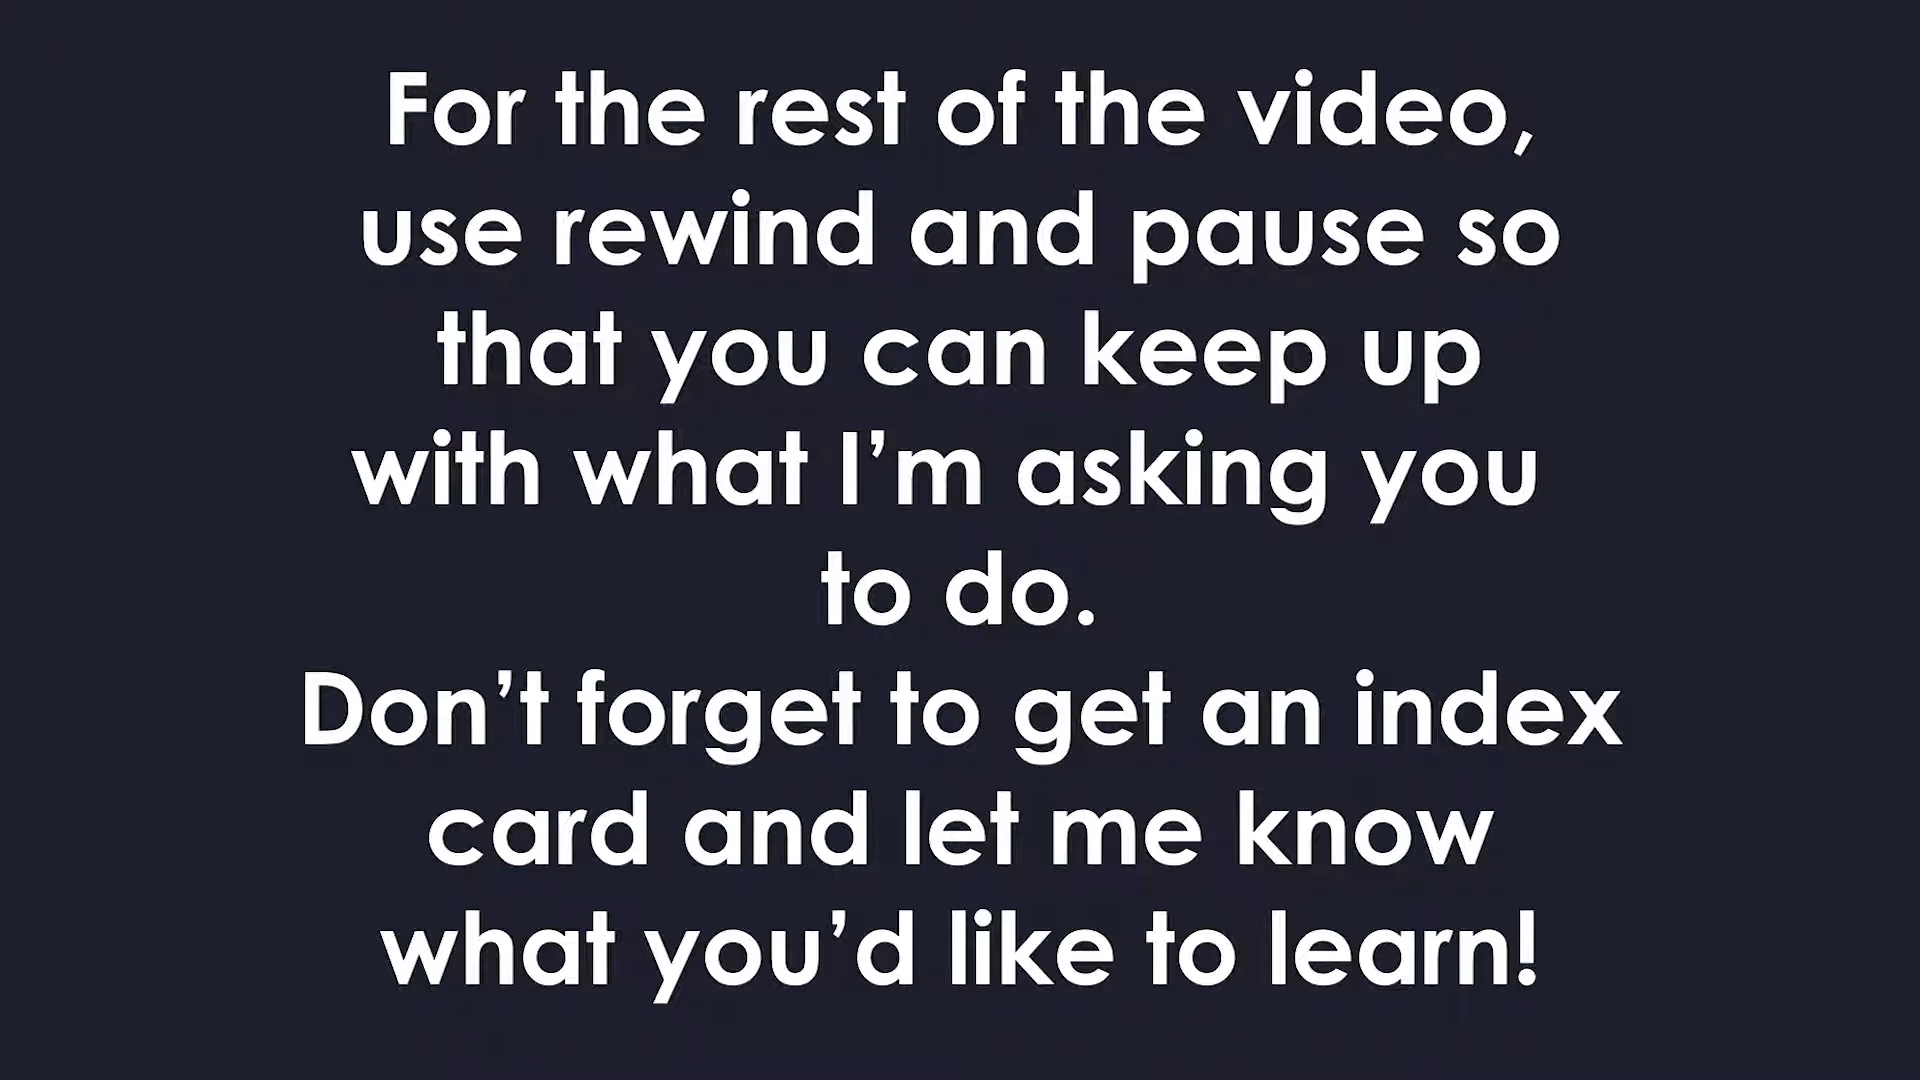 For the rest of the video,
use rewind and pause so
that you can keep up
with what I’m asking you
to do.
Don’t forget to get an index
card and let me know
what you’d like to learn!